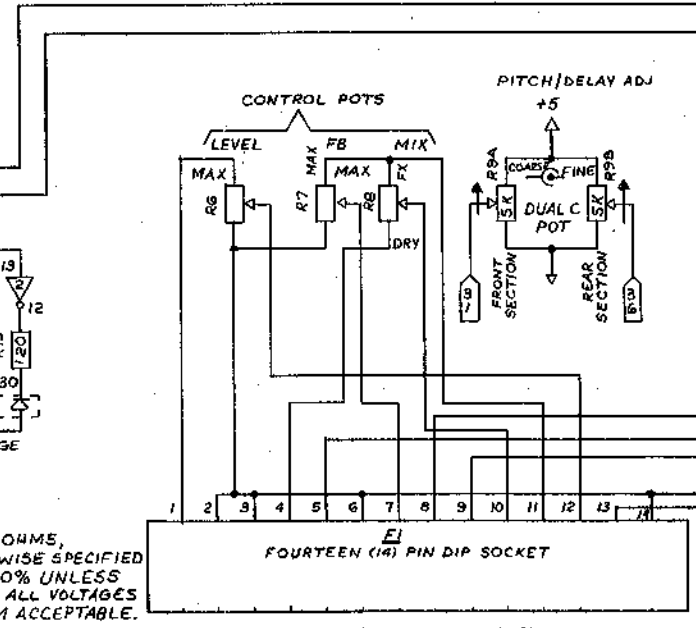 PITCH/DELAY ADJ
+5
CONTROL POTS
LEVEL FB MIX
MAX MAX MAX FX
R6 R7 R8
DRY
R9A COARSE FINE R9B
5K DUAL C POT 5K
FRONT SECTION
REAR SECTION
13
2
12
120
30
GE
1 2 3 4 5 6 7 8 9 10 11 12 13 14
E1
FOURTEEN (14) PIN DIP SOCKET
OHMS,
WISE SPECIFIED
0% UNLESS
ALL VOLTAGES
ACCEPTABLE.